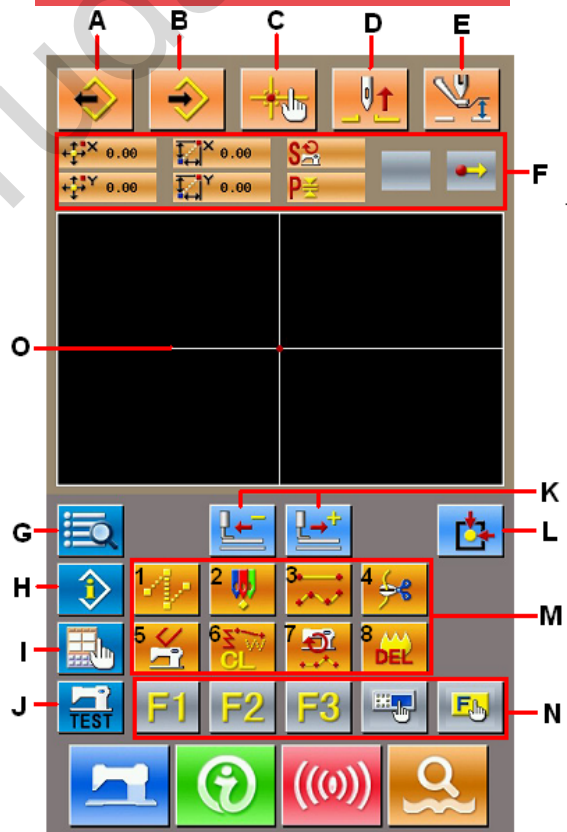 A B C D E
X 0.00 X 0.00 S
F
Y 0.00 Y 0.00 P
O
K
G L
H 1 2 3 4
M
I 5 6 CL 7 8 DEL
J TEST F1 F2 F3 F N